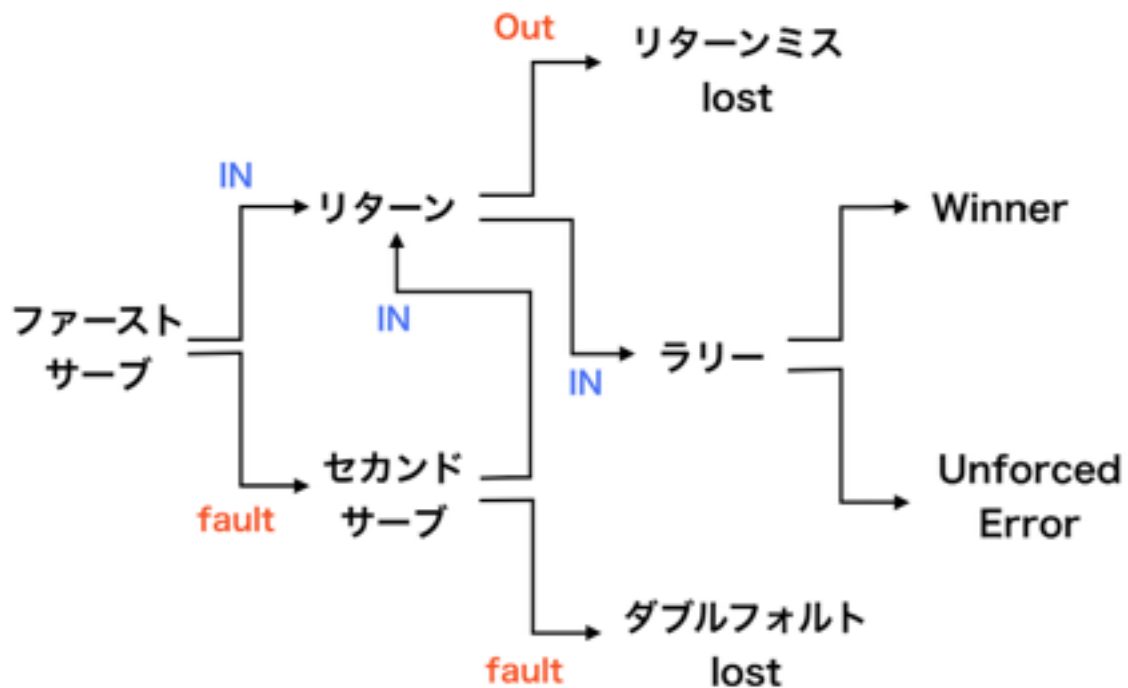 Out
リターンミス
lost
IN
リターン
Winner
ファースト
サーブ
IN
ラリー
IN
セカンド
サーブ
fault
Unforced
Error
ダブルフォルト
lost
fault